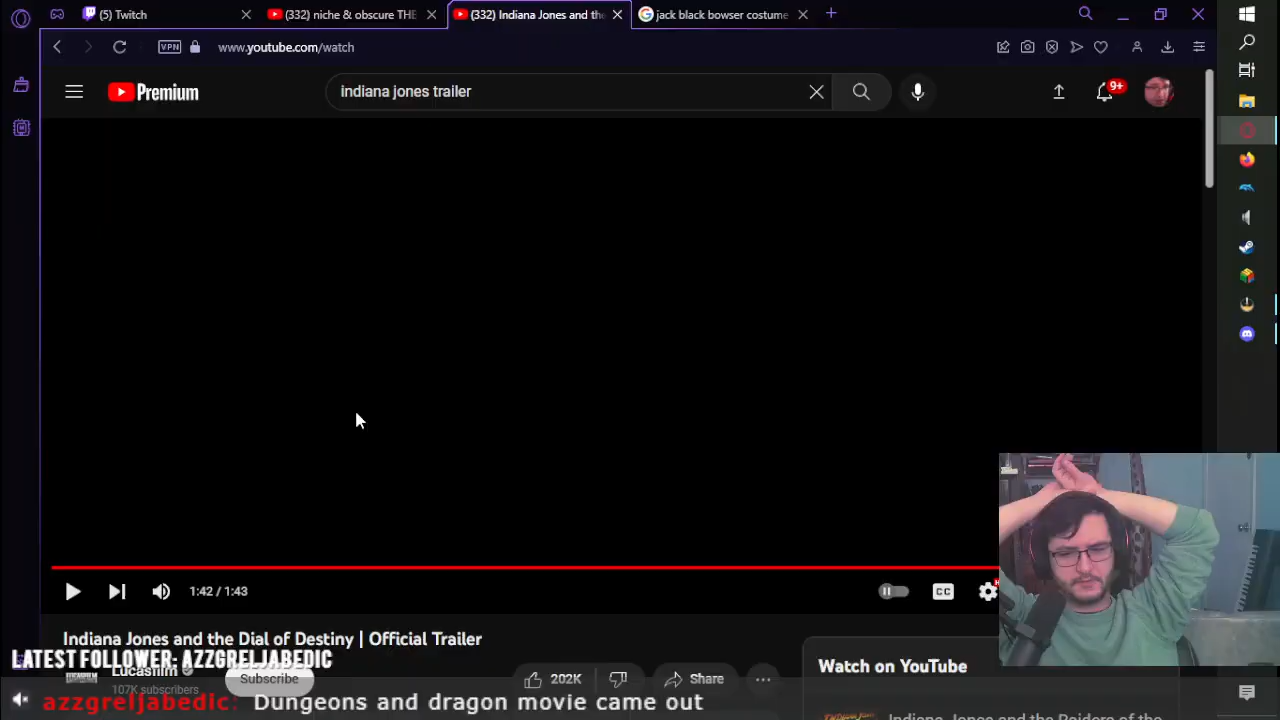 (5) Twitch
(332) niche & obscure THE
(332) Indiana Jones and the
jack black bowser costume
VPN
www.youtube.com/watch
Premium
indiana jones trailer
9+
1:42 / 1:43
CC
Indiana Jones and the Dial of Destiny | Official Trailer
LATEST FOLLOWER: AZZGRELJABEDIC
Lucasfilm
107K subscribers
Subscribe
202K
Share
Watch on YouTube
azzgreljabedic: Dungeons and dragon movie came out
Indiana Jones and the Raiders of the